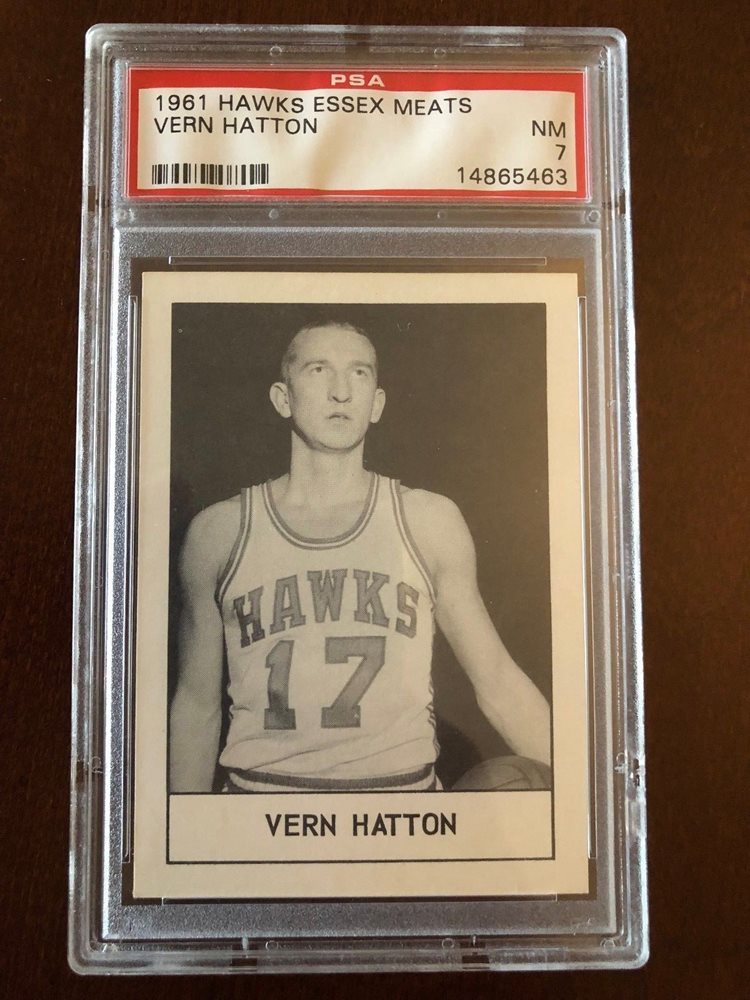 PSA
1961 HAWKS ESSEX MEATS
VERN HATTON NM
7
14865463
HAWKS
17
VERN HATTON